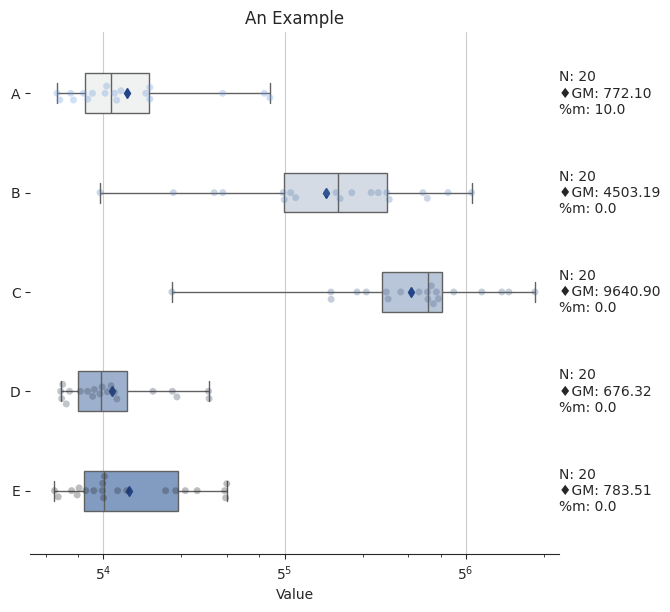 An Example
A
N: 20
♦GM: 772.10
%m: 10.0
B
N: 20
♦GM: 4503.19
%m: 0.0
C
N: 20
♦GM: 9640.90
%m: 0.0
D
N: 20
♦GM: 676.32
%m: 0.0
E
N: 20
♦GM: 783.51
%m: 0.0
5⁴ 5⁵ 5⁶
Value